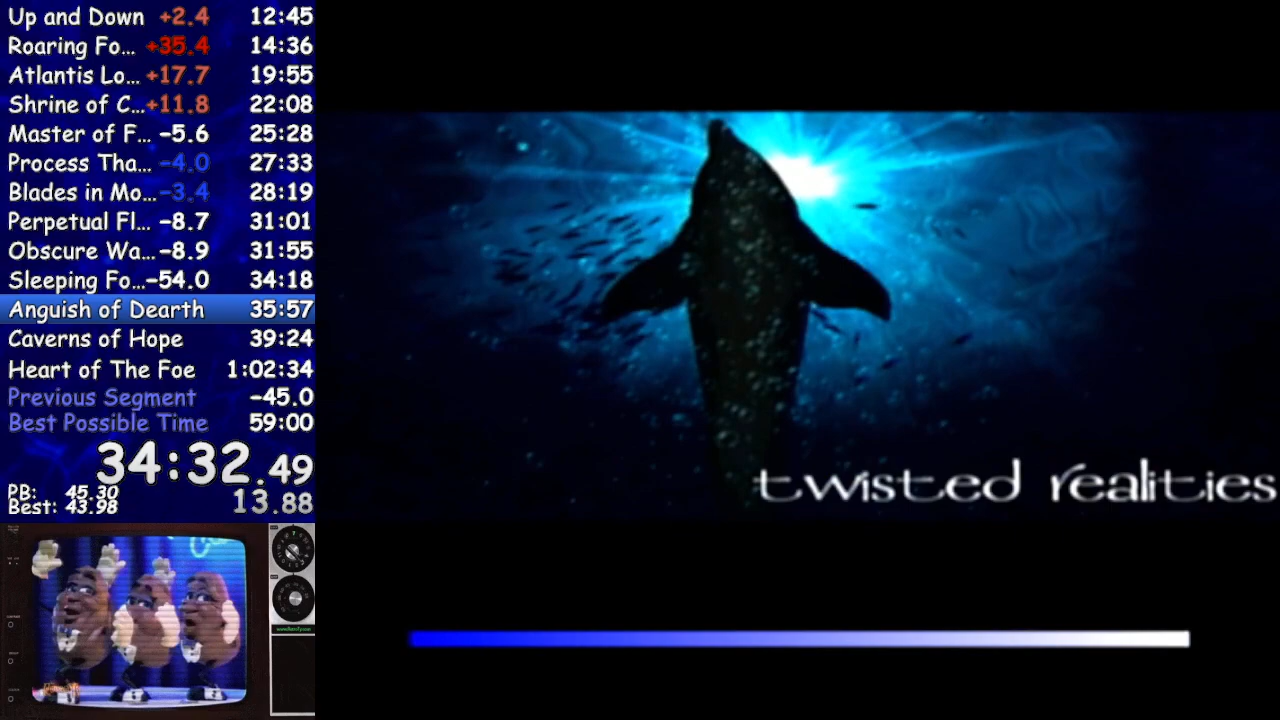 Up and Down +2.4 12:45
Roaring Fo... +35.4 14:36
Atlantis Lo... +17.7 19:55
Shrine of C... +11.8 22:08
Master of F... -5.6 25:28
Process Tha... -4.0 27:33
Blades in Mo... -3.4 28:19
Perpetual Fl... -8.7 31:01
Obscure Wa... -8.9 31:55
Sleeping Fo... -54.0 34:18
Anguish of Dearth 35:57
Caverns of Hope 39:24
Heart of The Foe 1:02:34
Previous Segment -45.0
Best Possible Time 59:00
34:32.49
PB: 45.30
Best: 43.98
13.88
twisted realities